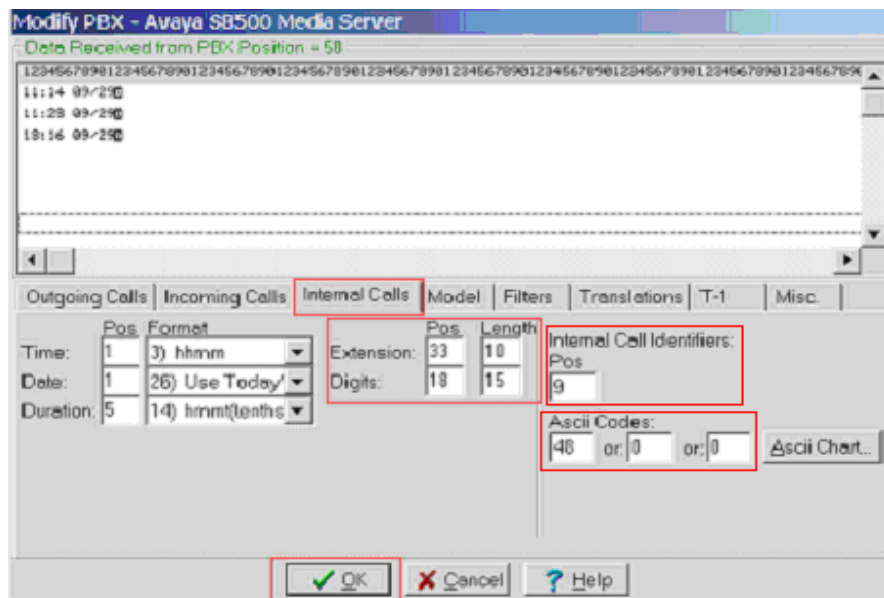 Modify PBX - Avaya S8500 Media Server
Data Received from PBX Position = 58
123456789012345678901234567890123456789012345678901234567890123456789012345678901234567890
11:14 09/29
11:23 09/29
18:16 09/29
Outgoing Calls Incoming Calls Internal Calls Model Filters Translations T-1 Misc.
Pos Format Pos Length
Internal Call Identifiers:
Time: 1 3) hhmm Extension: 33 10
Pos
Date: 1 26) Use Today' Digits: 18 15
9
Duration: 5 14) hmmt(tenths
Ascii Codes:
48 or: 0 or: 0 Ascii Chart...
OK Cancel Help